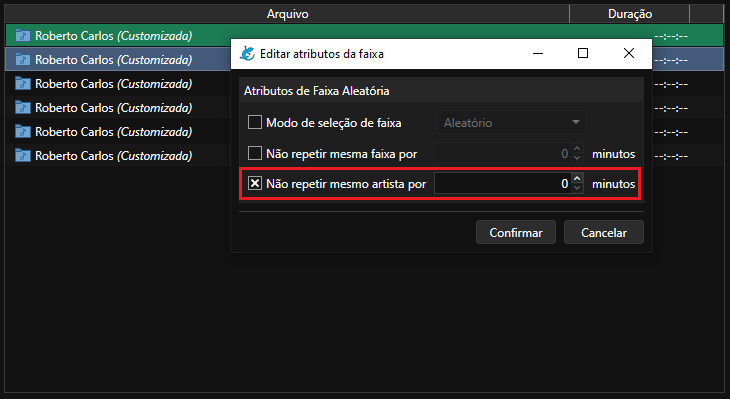 Arquivo Duração
Roberto Carlos (Customizada) --:--:--
Roberto Carlos (Customizada) --:--:--
Roberto Carlos (Customizada) --:--:--
Roberto Carlos (Customizada) --:--:--
Roberto Carlos (Customizada) --:--:--
Roberto Carlos (Customizada) --:--:--
Editar atributos da faixa
Atributos de Faixa Aleatória
Modo de seleção de faixa Aleatório
Não repetir mesma faixa por 0 minutos
Não repetir mesmo artista por 0 minutos
Confirmar Cancelar